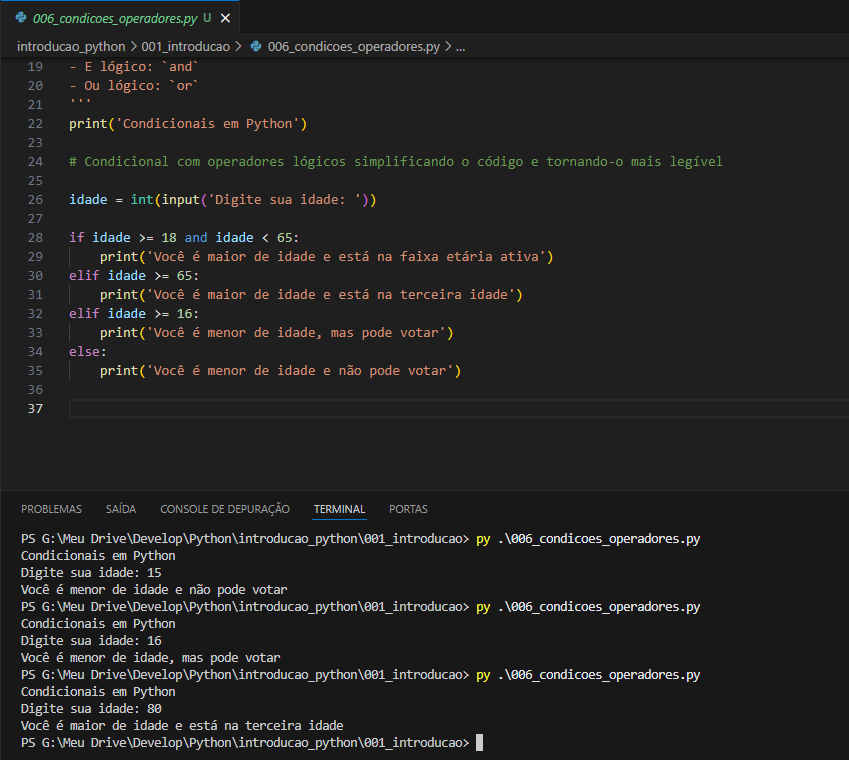 006_condicoes_operadores.py U ×
introducao_python > 001_introducao > 006_condicoes_operadores.py > ...
19 - E lógico: `and`
20 - Ou lógico: `or`
21 '''
22 print('Condicionais em Python')
23
24 # Condicional com operadores lógicos simplificando o código e tornando-o mais legível
25
26 idade = int(input('Digite sua idade: '))
27
28 if idade >= 18 and idade < 65:
29     print('Você é maior de idade e está na faixa etária ativa')
30 elif idade >= 65:
31     print('Você é maior de idade e está na terceira idade')
32 elif idade >= 16:
33     print('Você é menor de idade, mas pode votar')
34 else:
35     print('Você é menor de idade e não pode votar')
36
37
PROBLEMAS SAÍDA CONSOLE DE DEPURAÇÃO TERMINAL PORTAS
PS G:\Meu Drive\Develop\Python\introducao_python\001_introducao> py .\006_condicoes_operadores.py
Condicionais em Python
Digite sua idade: 15
Você é menor de idade e não pode votar
PS G:\Meu Drive\Develop\Python\introducao_python\001_introducao> py .\006_condicoes_operadores.py
Condicionais em Python
Digite sua idade: 16
Você é menor de idade, mas pode votar
PS G:\Meu Drive\Develop\Python\introducao_python\001_introducao> py .\006_condicoes_operadores.py
Condicionais em Python
Digite sua idade: 80
Você é maior de idade e está na terceira idade
PS G:\Meu Drive\Develop\Python\introducao_python\001_introducao>